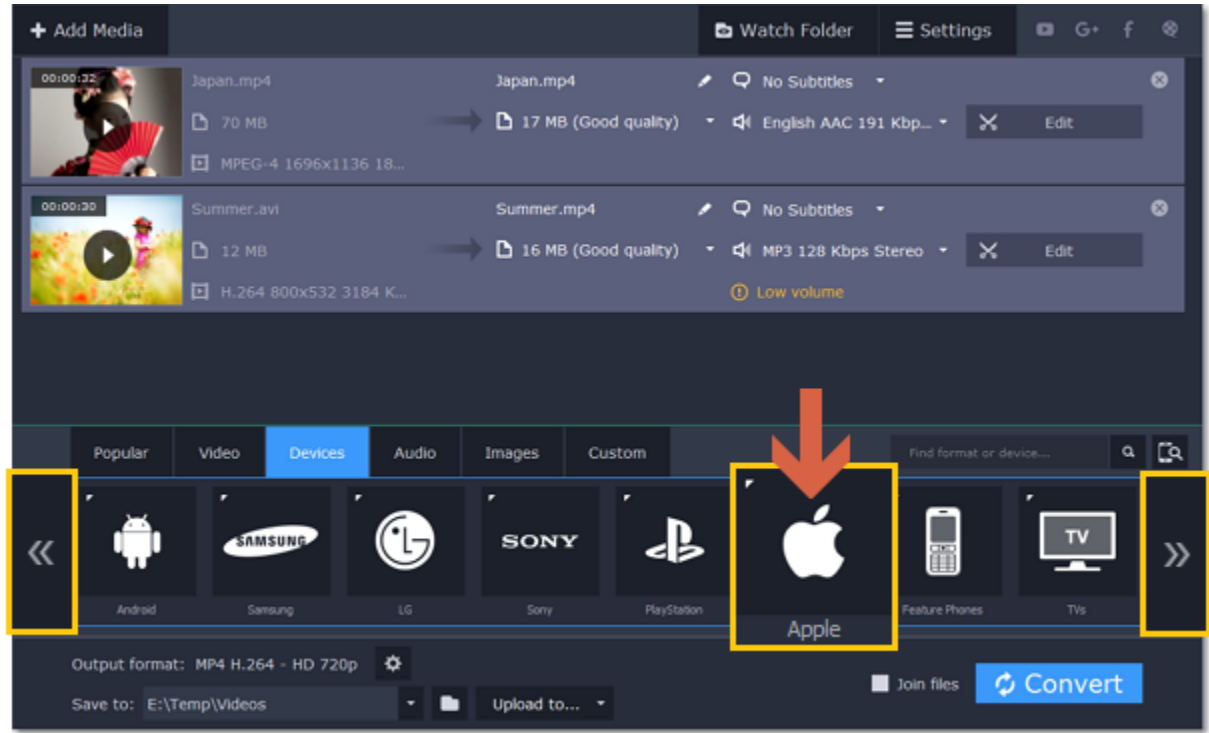 + Add Media
Watch Folder
Settings
G+ f
00:00:32
Japan.mp4
Japan.mp4
No Subtitles
70 MB
17 MB (Good quality)
English AAC 191 Kbp...
Edit
MPEG-4 1696x1136 18...
00:00:30
Summer.avi
Summer.mp4
No Subtitles
12 MB
16 MB (Good quality)
MP3 128 Kbps Stereo
Edit
H.264 800x532 3184 K...
Low volume
Popular
Video
Devices
Audio
Images
Custom
Find format or device...
SAMSUNG
LG
SONY
TV
Android
Samsung
LG
Sony
PlayStation
Apple
Feature Phones
TVs
Output format: MP4 H.264 - HD 720p
Join files
Convert
Save to: E:\Temp\Videos
Upload to...